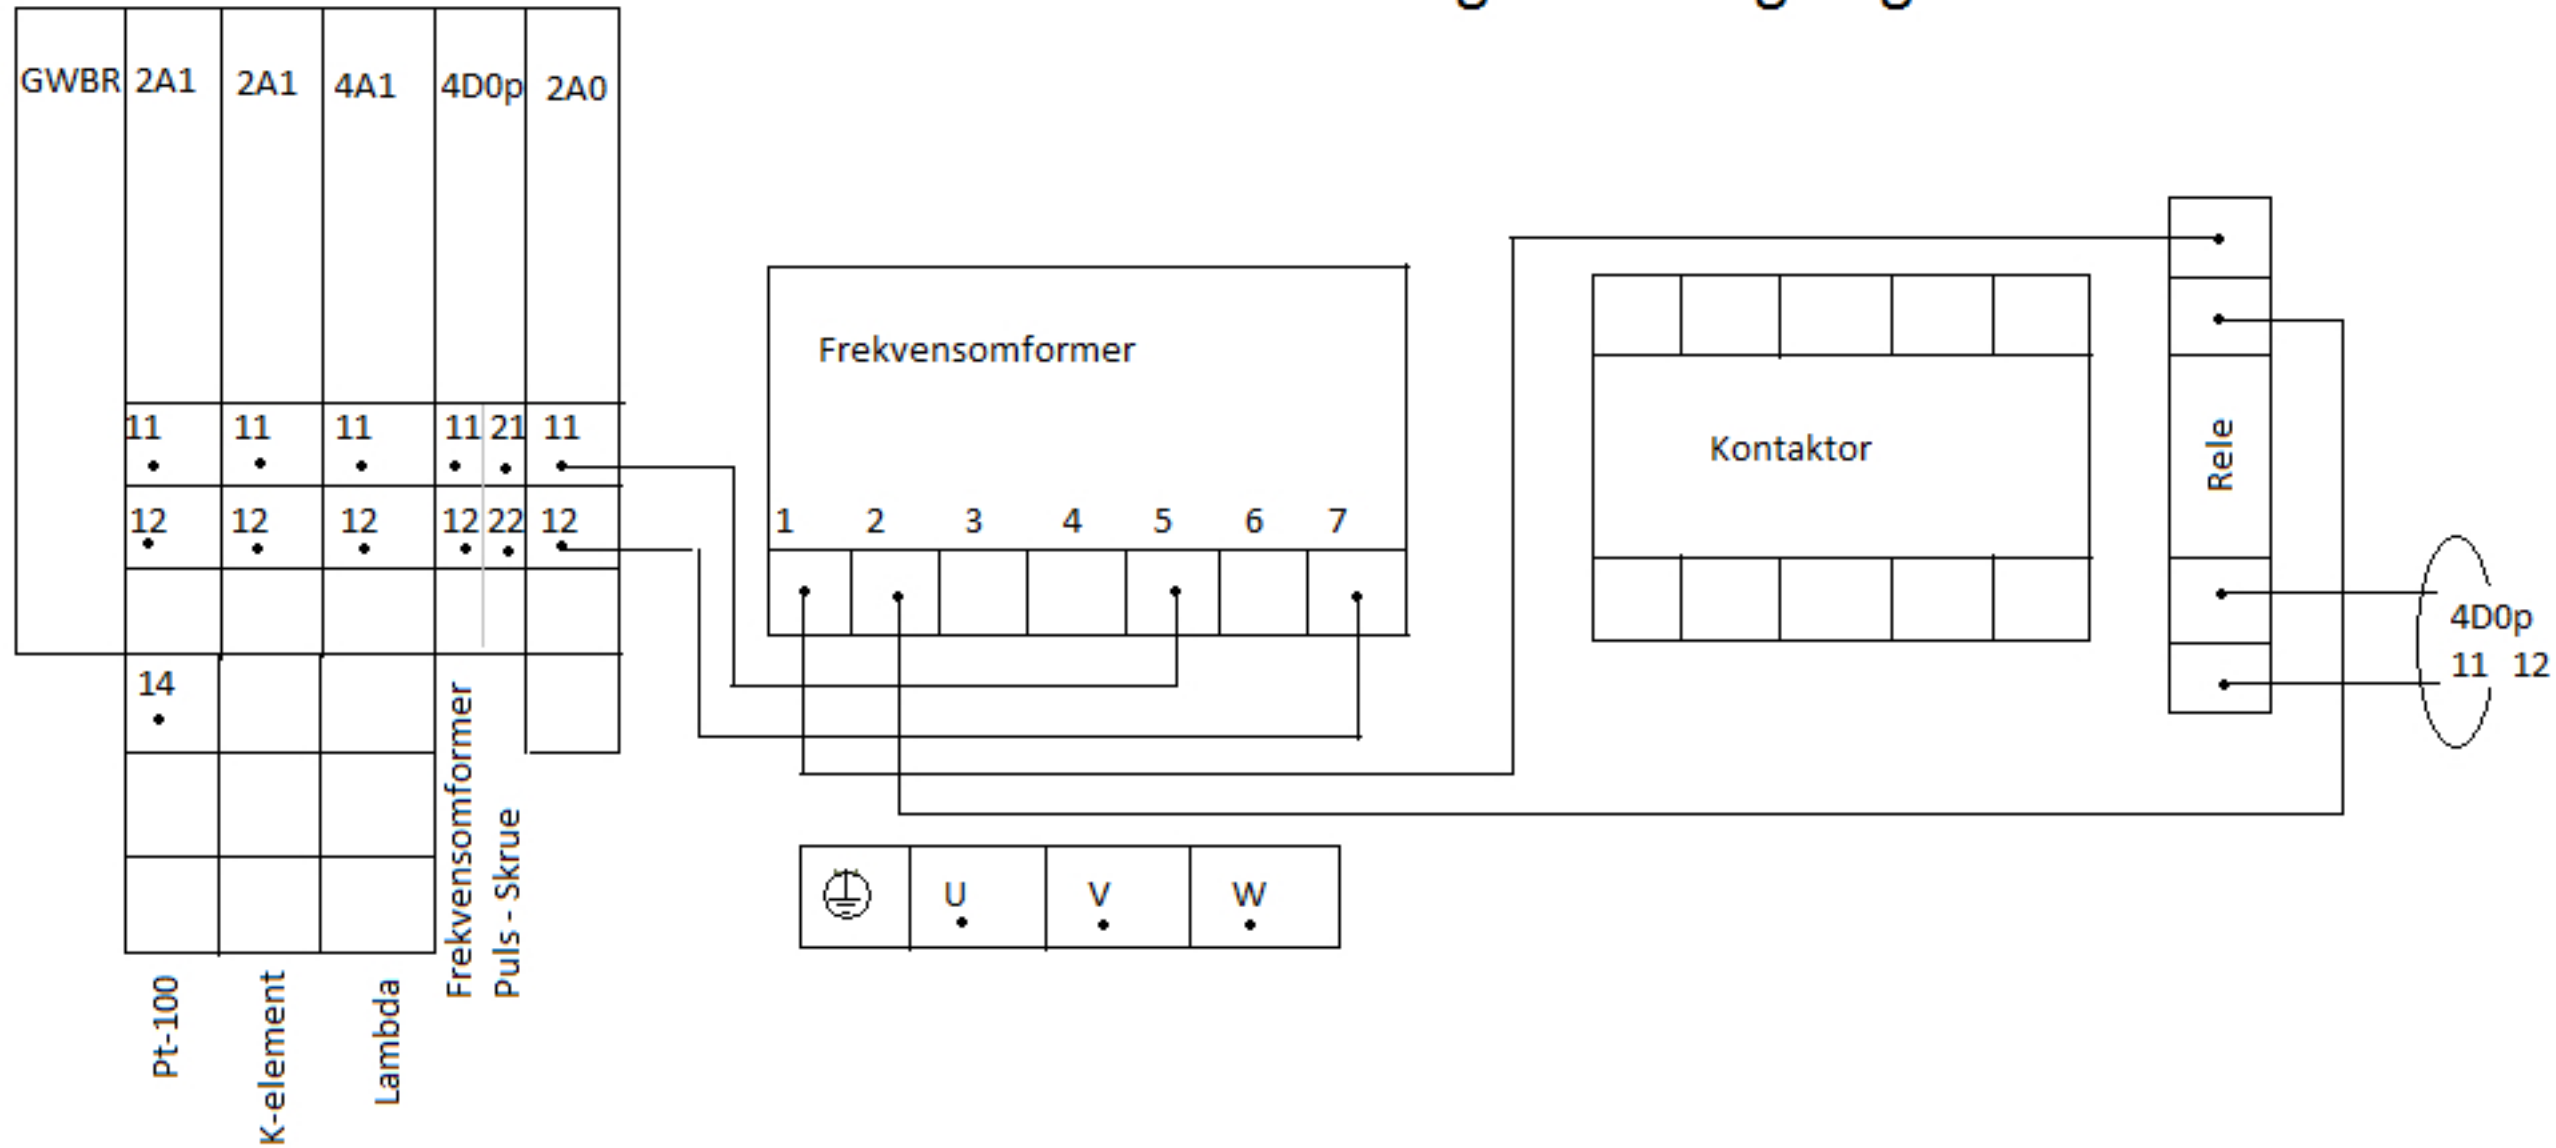 GWBR 2A1 2A1 4A1 4D0p 2A0
11 11 11 11 21 11
12 12 12 12 22 12
14
Pt-100
K-element
Lambda
Frekvensomformer
Puls - Skrue
Frekvensomformer
1 2 3 4 5 6 7
U V W
Kontaktor
Rele
4D0p
11 12